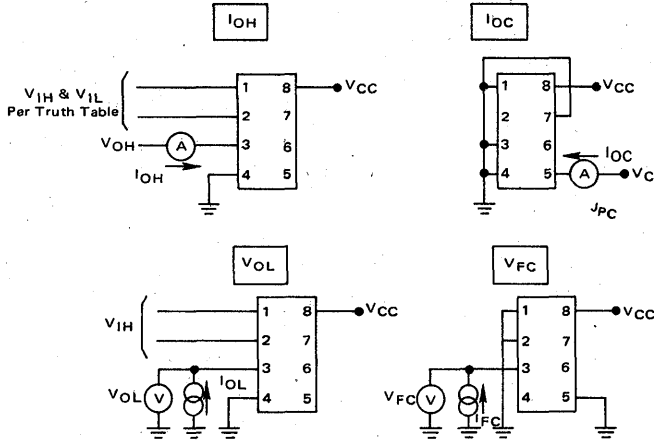 IOH
VIH & VIL
Per Truth Table
VOH
A
IOH
1 8
2 7
3 6
4 5
VCC
IOC
1 8
2 7
3 6
4 5
VCC
IOC
A
VC
JPC
VOL
VIH
VOL
V
IOL
1 8
2 7
3 6
4 5
VCC
VFC
VFC
V
IFC
1 8
2 7
3 6
4 5
VCC